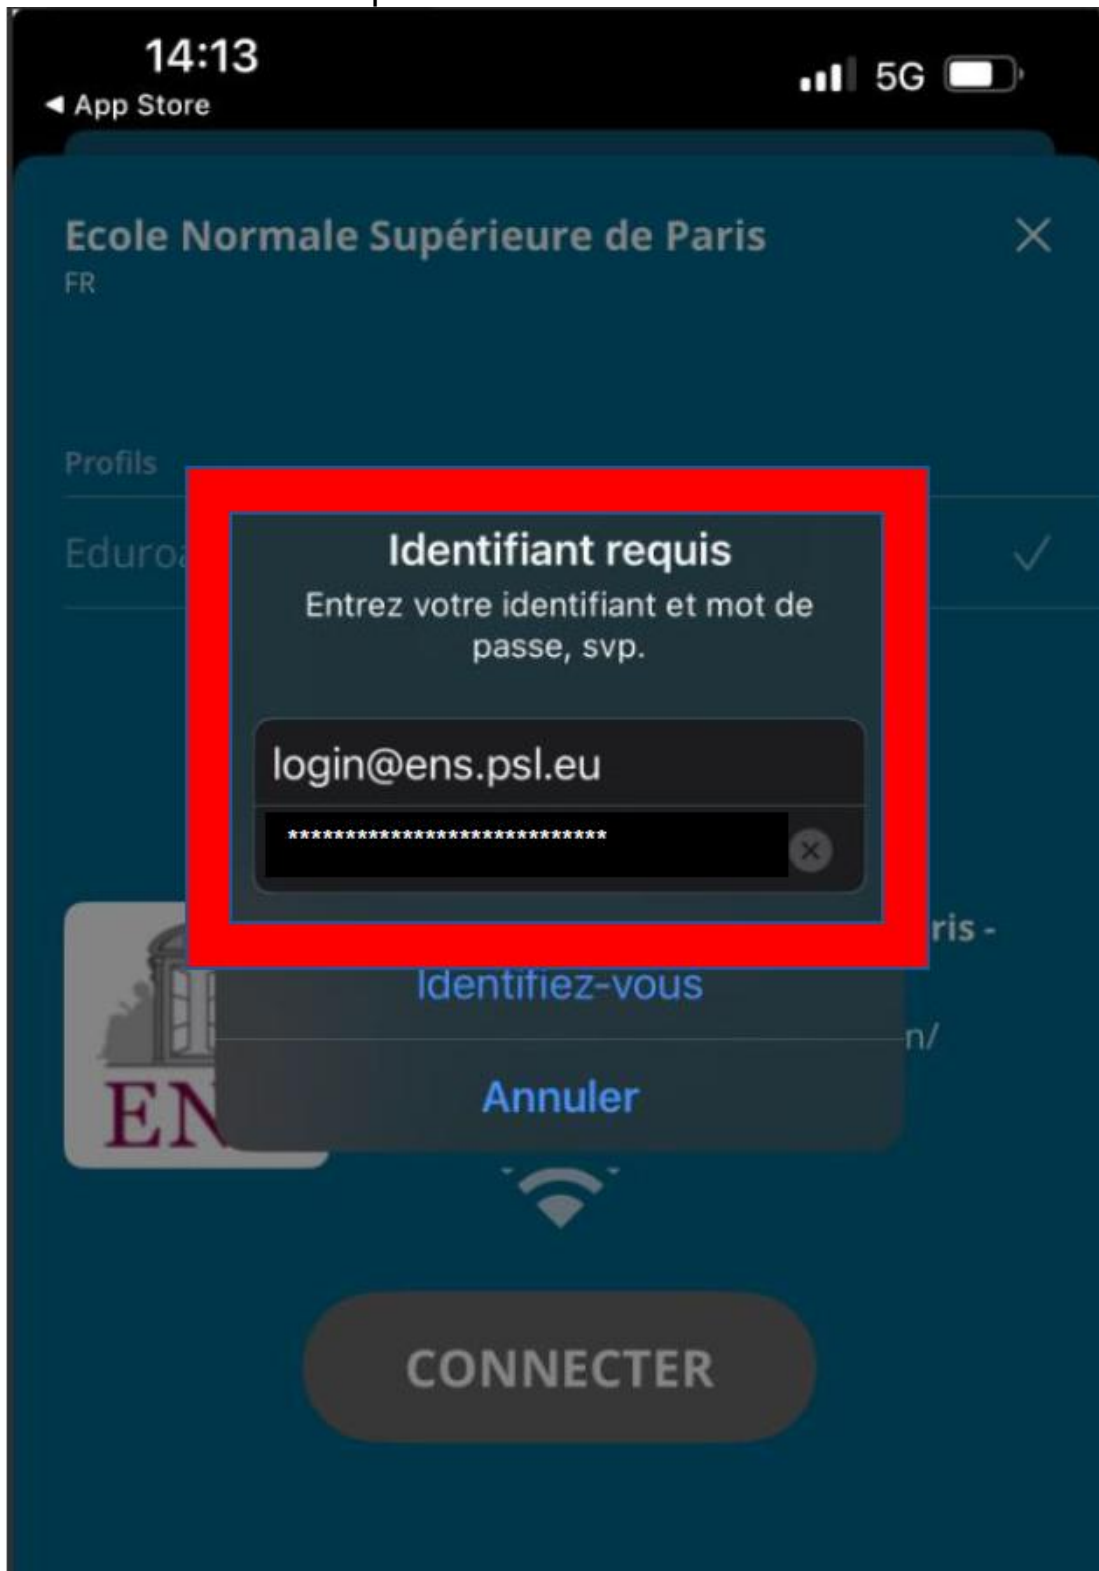 14:13
5G
App Store
Ecole Normale Supérieure de Paris
FR
Profils
Identifiant requis
Entrez votre identifiant et mot de
passe, svp.
login@ens.psl.eu
****************************
ris -
Identifiez-vous
n/
Annuler
CONNECTER